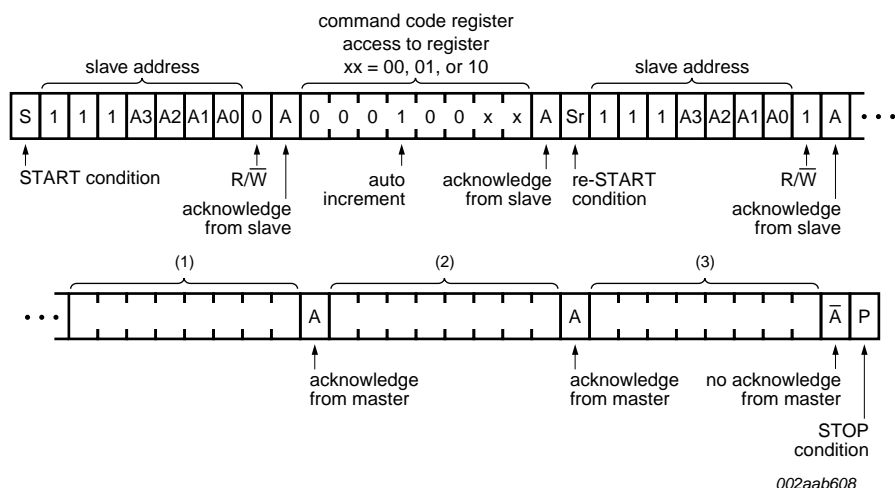 command code register
access to register
xx = 00, 01, or 10
slave address
slave address
S 1 1 1 A3 A2 A1 A0 0 A 0 0 0 1 0 0 x x A Sr 1 1 1 A3 A2 A1 A0 1 A • • •
START condition
R/W̅
acknowledge
from slave
auto
increment
acknowledge
from slave
re-START
condition
R/W̅
acknowledge
from slave
(1) (2) (3)
• • • A A A̅ P
acknowledge
from master
acknowledge
from master
no acknowledge
from master
STOP
condition
002aab608